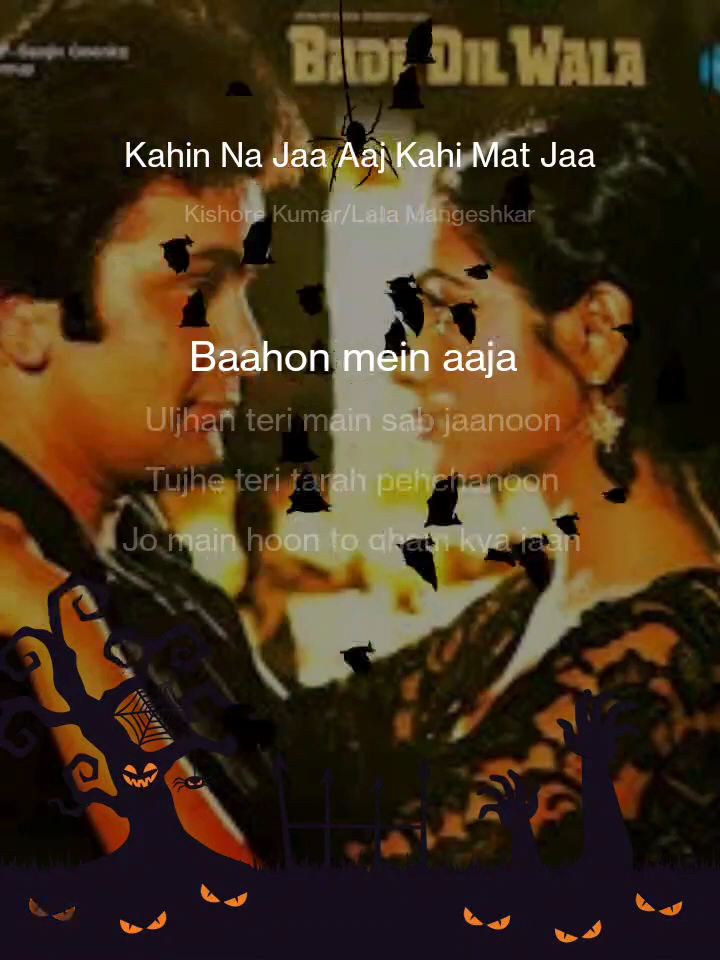 BADE DIL WALA
Kahin Na Jaa Aaj Kahi Mat Jaa
Kishore Kumar/Lala Mangeshkar
Baahon mein aaja
Uljhan teri main sab jaanoon
Tujhe teri tarah pehchanoon
Jo main hoon to gham kya jaan